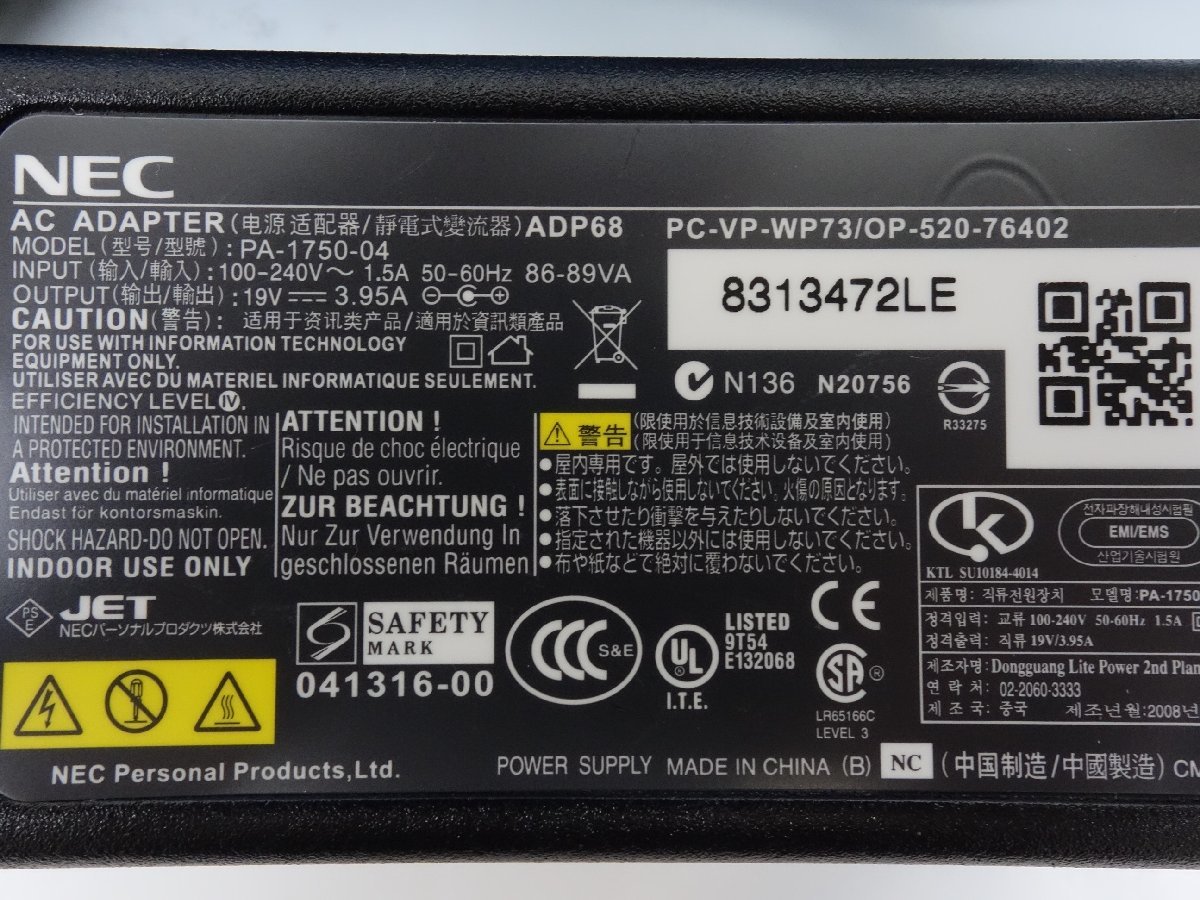 NEC
AC ADAPTER (电源适配器/靜電式變流器) ADP68 PC-VP-WP73/OP-520-76402
MODEL (型号/型號) : PA-1750-04
INPUT (输入/輸入) : 100-240V～ 1.5A 50-60Hz 86-89VA
OUTPUT (输出/輸出) : 19V 3.95A
8313472LE
CAUTION (警告) : 适用于资讯类产品/適用於資訊類產品
FOR USE WITH INFORMATION TECHNOLOGY
EQUIPMENT ONLY.
UTILISER AVEC DU MATERIEL INFORMATIQUE SEULEMENT.
EFFICIENCY LEVEL IV.
N136 N20756
R33275
INTENDED FOR INSTALLATION IN
A PROTECTED ENVIRONMENT.
Attention !
Utiliser avec du matériel informatique
Endast för kontorsmaskin.
SHOCK HAZARD-DO NOT OPEN.
INDOOR USE ONLY
ATTENTION !
Risque de choc électrique
/ Ne pas ouvrir.
ZUR BEACHTUNG !
Nur Zur Verwendung In
geschlossenen Räumen
警告 (限使用於信息技術設備及室内使用)
(限使用于信息技术设备及室内使用)
●屋内専用です。屋外では使用しないでください。
●表面に接触しながら使用しないでください。火傷の原因となります。
●落下させたり衝撃を与えたりしないでください。
●指定された機器以外には使用しないでください。
●布や紙などで絶対に覆わないでください。
KTL SU10184-4014
전자파장해내성시험필
EMI/EMS
산업기술시험원
제품명: 직류전원장치 모델명:PA-1750
정격입력: 교류 100-240V 50-60Hz 1.5A
정격출력: 직류 19V/3.95A
제조자명: Dongguang Lite Power 2nd Plan
연 락 처: 02-2060-3333
제 조 국: 중국 제조년월:2008년
PS
E
JET
NECパーソナルプロダクツ株式会社
SAFETY
MARK
041316-00
CCC S&E
UL
I.T.E.
LISTED
9T54
E132068
CE
SA
LR65166C
LEVEL 3
NEC Personal Products,Ltd.
POWER SUPPLY MADE IN CHINA (B) NC (中国制造/中國製造) CM